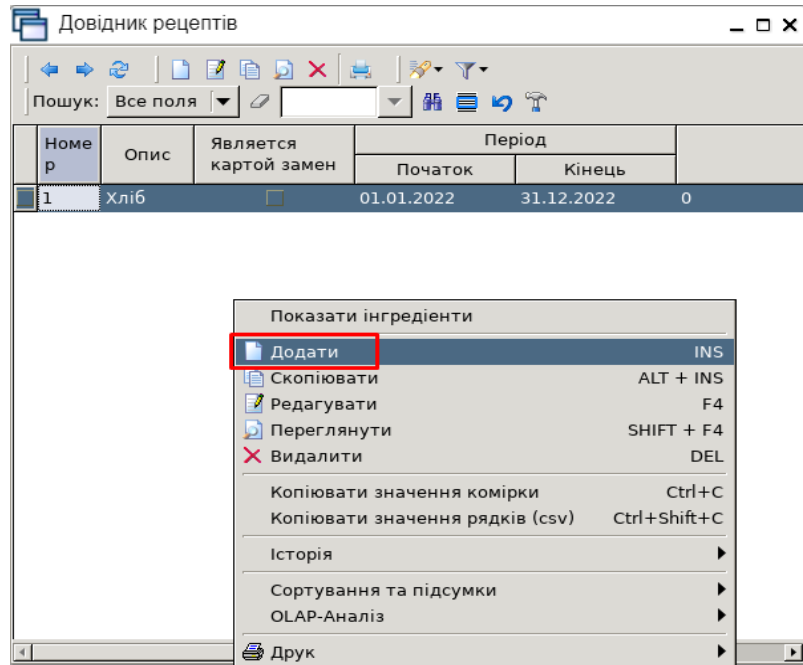 Довідник рецептів
Пошук: Все поля
Номе
р
Опис
Является
картой замен
Період
Початок
Кінець
1 Хліб 01.01.2022 31.12.2022 0
Показати інгредіенти
Додати INS
Скопіювати ALT + INS
Редагувати F4
Переглянути SHIFT + F4
Видалити DEL
Копіювати значення комірки Ctrl+C
Копіювати значення рядків (csv) Ctrl+Shift+C
Історія
Сортування та підсумки
OLAP-Аналіз
Друк